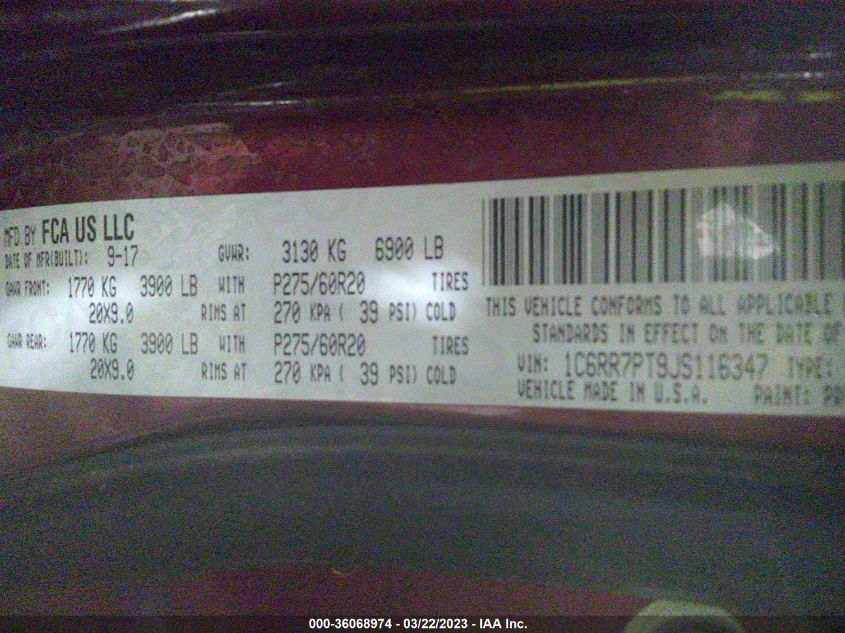 MFD BY FCA US LLC
DATE OF MFR(BUILT): 9-17 GVWR: 3130 KG 6900 LB
GAWR FRONT: 1770 KG 3900 LB WITH P275/60R20 TIRES
20X9.0 RIMS AT 270 KPA ( 39 PSI) COLD
GAWR REAR: 1770 KG 3900 LB WITH P275/60R20 TIRES
20X9.0 RIMS AT 270 KPA ( 39 PSI) COLD
THIS VEHICLE CONFORMS TO ALL APPLICABLE
STANDARDS IN EFFECT ON THE DATE OF
VIN: 1C6RR7PT9JS116347 TYPE:
VEHICLE MADE IN U.S.A. PAINT:
000-36068974 - 03/22/2023 - IAA Inc.